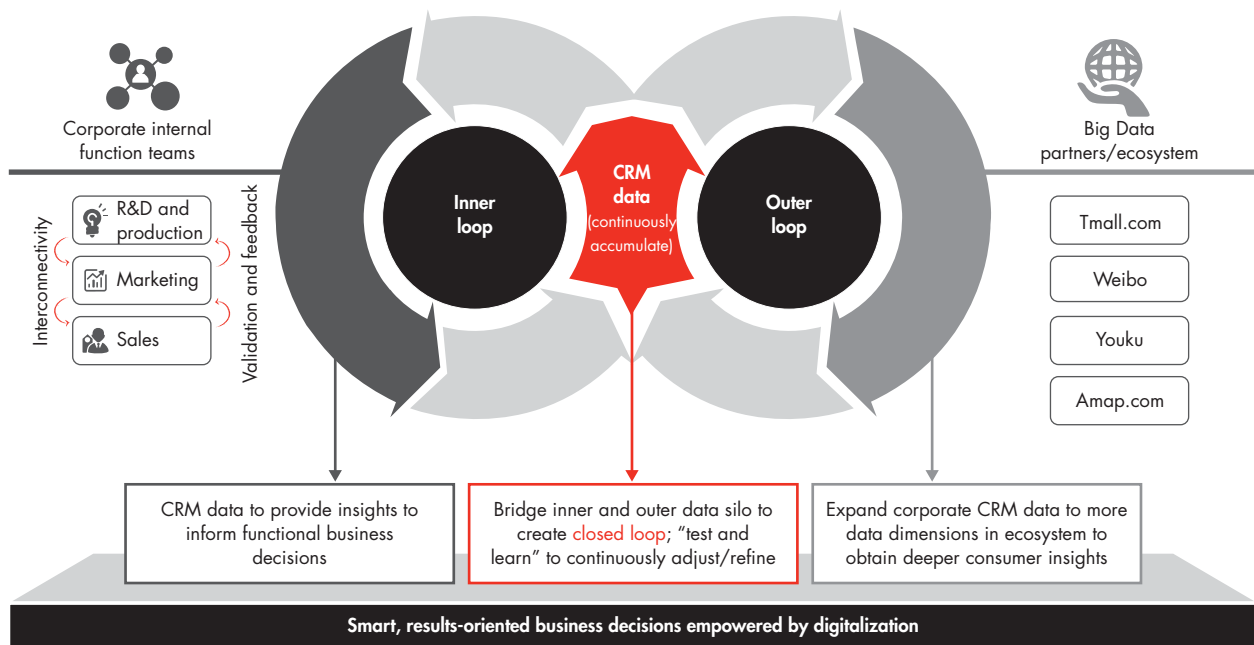 Corporate internal
function teams
Interconnectivity
R&D and
production
Marketing
Sales
Validation and feedback
Inner
loop
CRM
data
(continuously
accumulate)
Outer
loop
Big Data
partners/ecosystem
Tmall.com
Weibo
Youku
Amap.com
CRM data to provide insights to
inform functional business
decisions
Bridge inner and outer data silo to
create closed loop; “test and
learn” to continuously adjust/refine
Expand corporate CRM data to more
data dimensions in ecosystem to
obtain deeper consumer insights
Smart, results-oriented business decisions empowered by digitalization